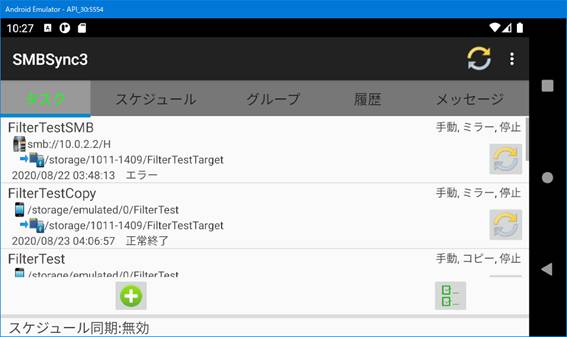 Android Emulator - API_30:5554
10:27
SMBSync3
タスク スケジュール グループ 履歴 メッセージ
FilterTestSMB 手動, ミラー, 停止
smb://10.0.2.2/H
/storage/1011-1409/FilterTestTarget
2020/08/22 03:48:13 エラー
FilterTestCopy 手動, ミラー, 停止
/storage/emulated/0/FilterTest
/storage/1011-1409/FilterTestTarget
2020/08/23 04:06:57 正常終了
FilterTest 手動, コピー, 停止
/storage/emulated/0/FilterTest
スケジュール同期:無効